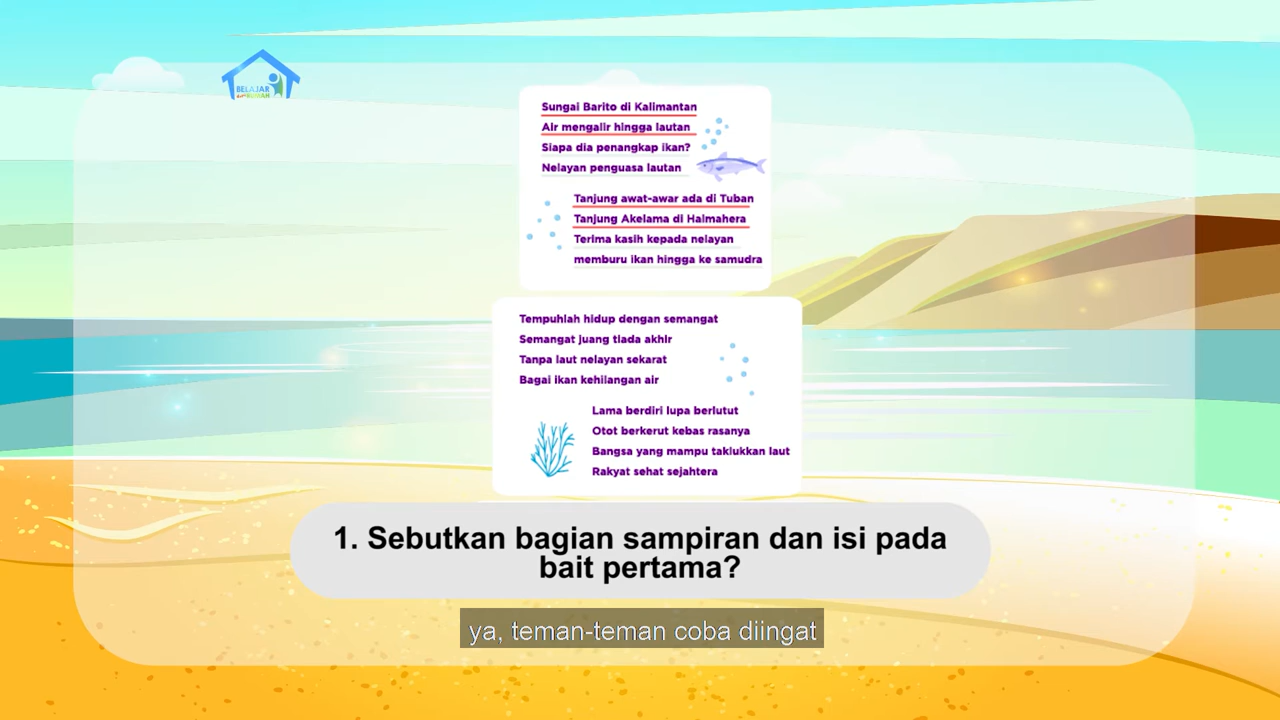 BELAJAR
dari RUMAH
Sungai Barito di Kalimantan
Air mengalir hingga lautan
Siapa dia penangkap ikan?
Nelayan penguasa lautan
Tanjung awat-awar ada di Tuban
Tanjung Akelama di Halmahera
Terima kasih kepada nelayan
memburu ikan hingga ke samudra
Tempuhlah hidup dengan semangat
Semangat juang tiada akhir
Tanpa laut nelayan sekarat
Bagai ikan kehilangan air
Lama berdiri lupa berlutut
Otot berkerut kebas rasanya
Bangsa yang mampu taklukkan laut
Rakyat sehat sejahtera
1. Sebutkan bagian sampiran dan isi pada
bait pertama?
ya, teman-teman coba diingat